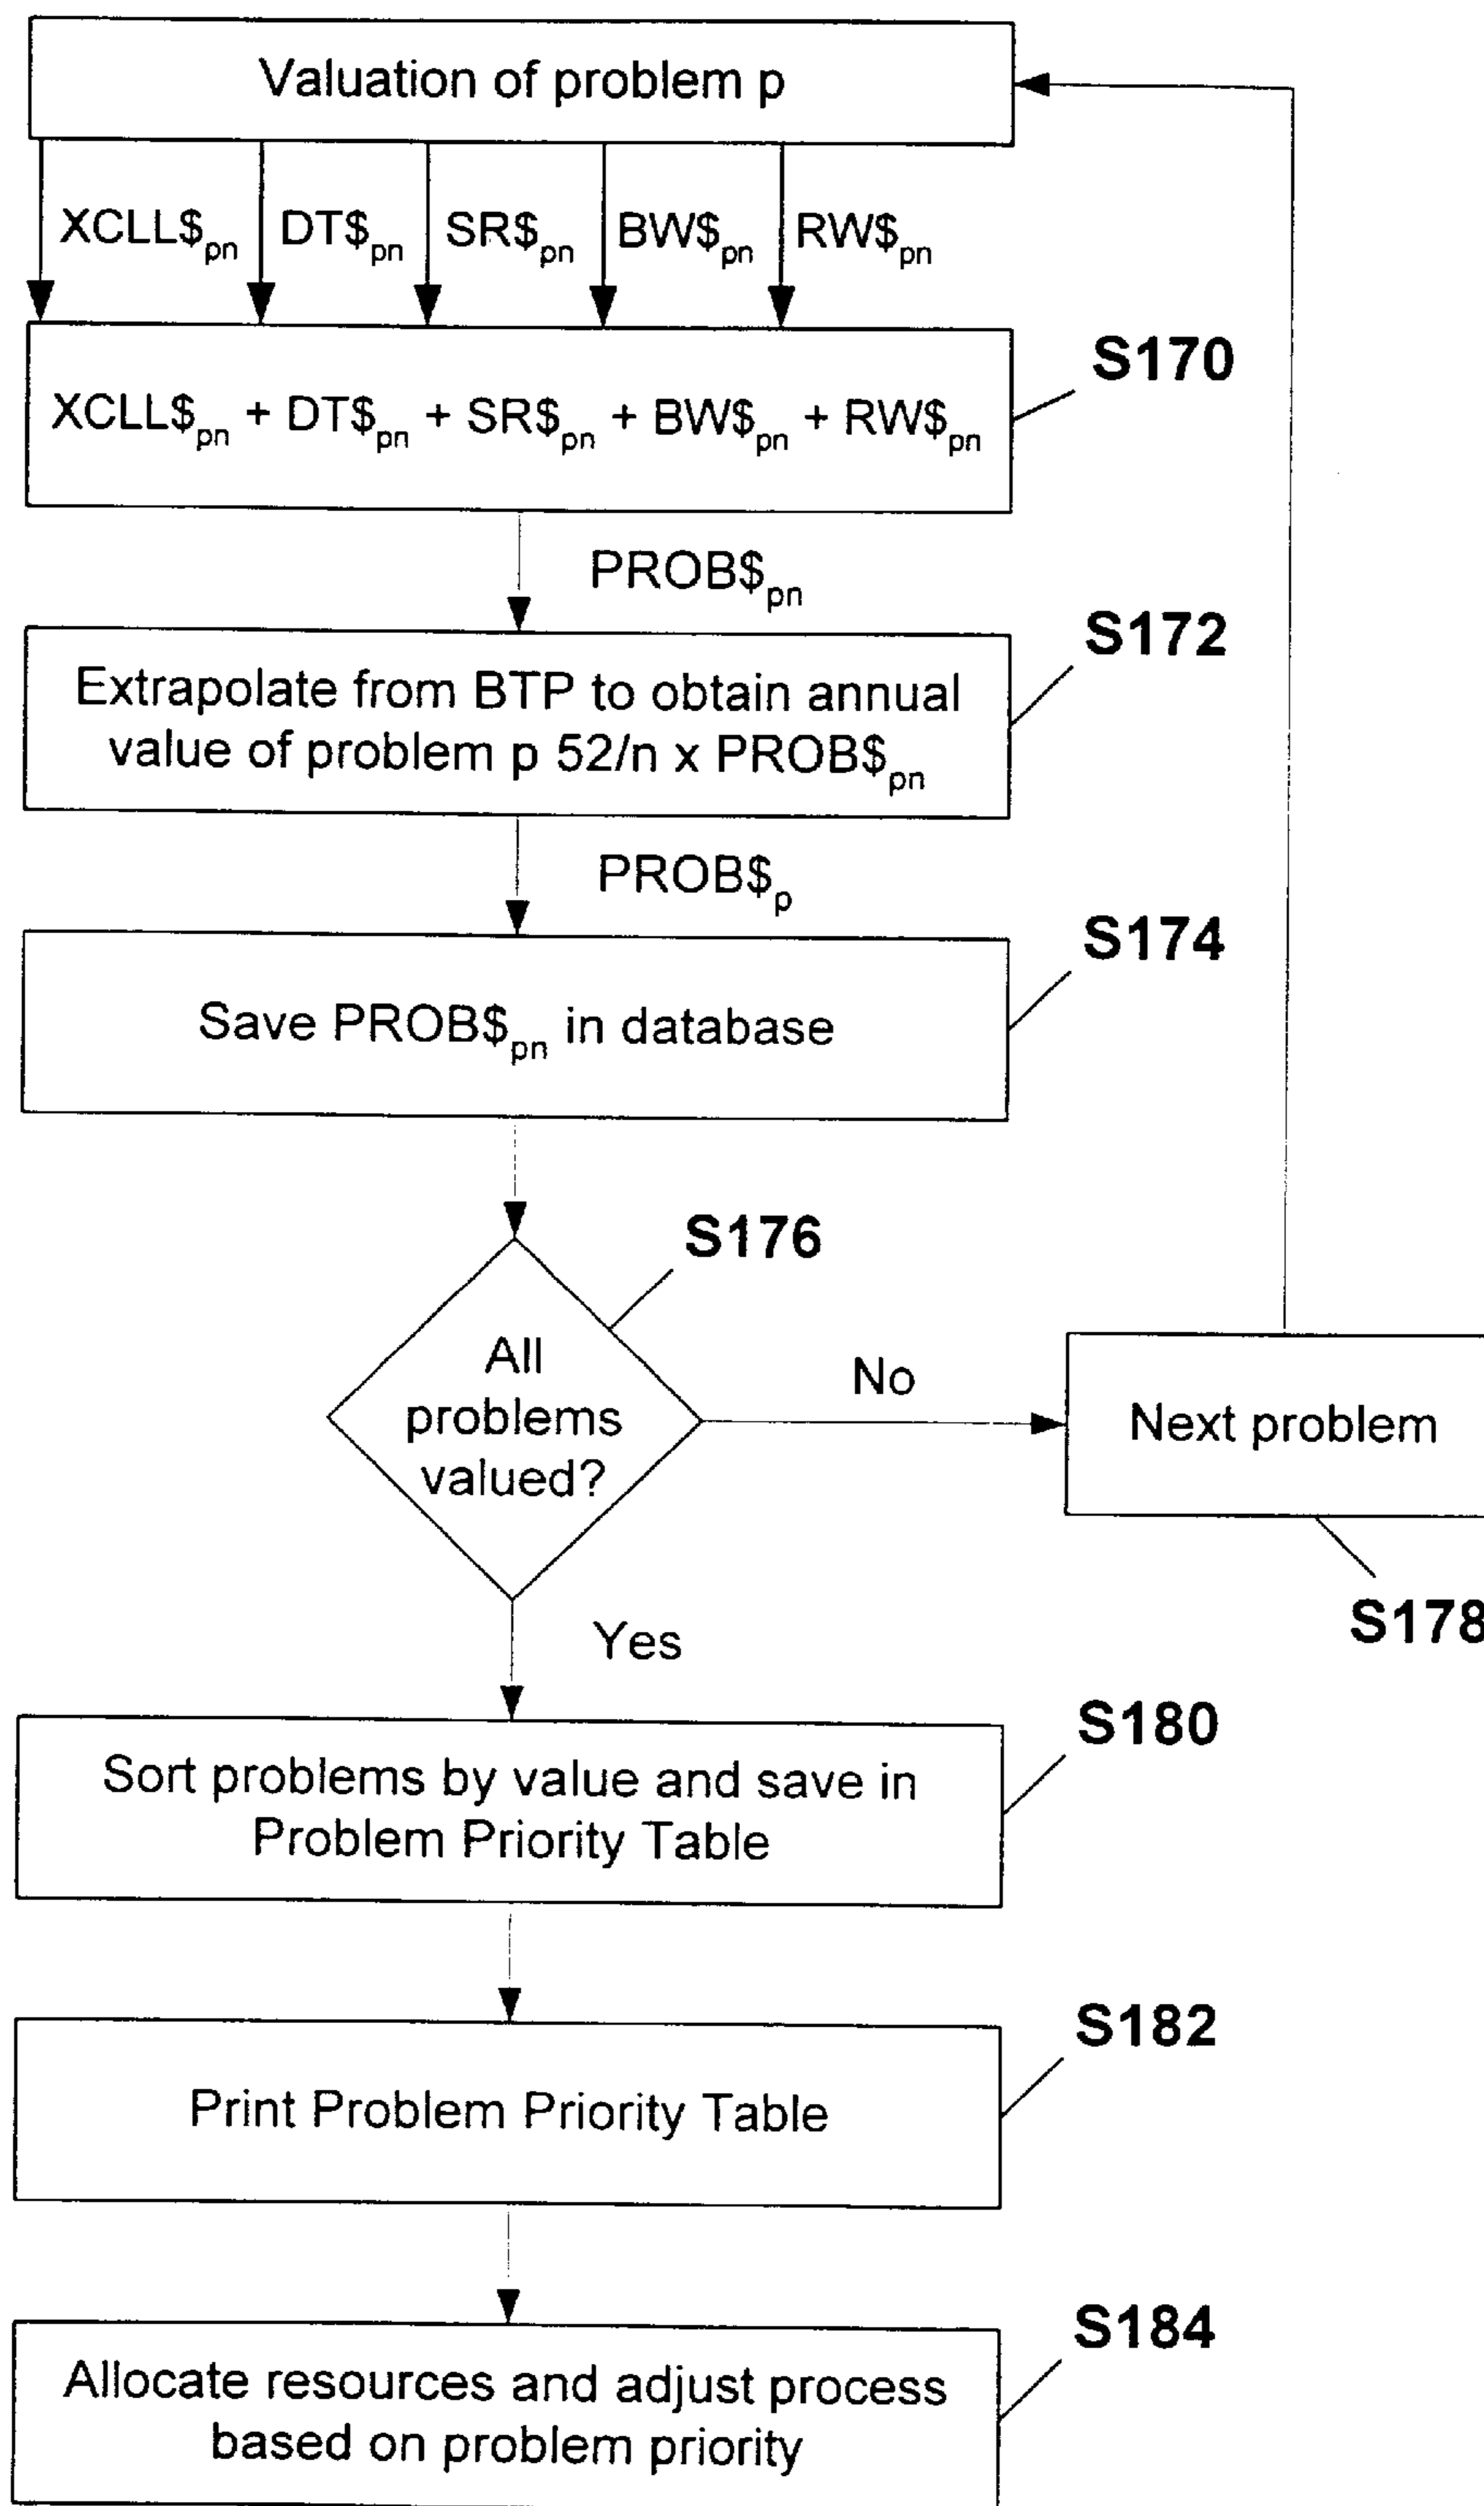 Valuation of problem p
XCLL$pn DT$pn SR$pn BW$pn RW$pn
S170
XCLL$pn + DT$pn + SR$pn + BW$pn + RW$pn
PROB$pn
S172
Extrapolate from BTP to obtain annual
value of problem p 52/n x PROB$pn
PROB$p
S174
Save PROB$pn in database
S176
All
problems
valued?
No
Next problem
S178
Yes
S180
Sort problems by value and save in
Problem Priority Table
S182
Print Problem Priority Table
S184
Allocate resources and adjust process
based on problem priority